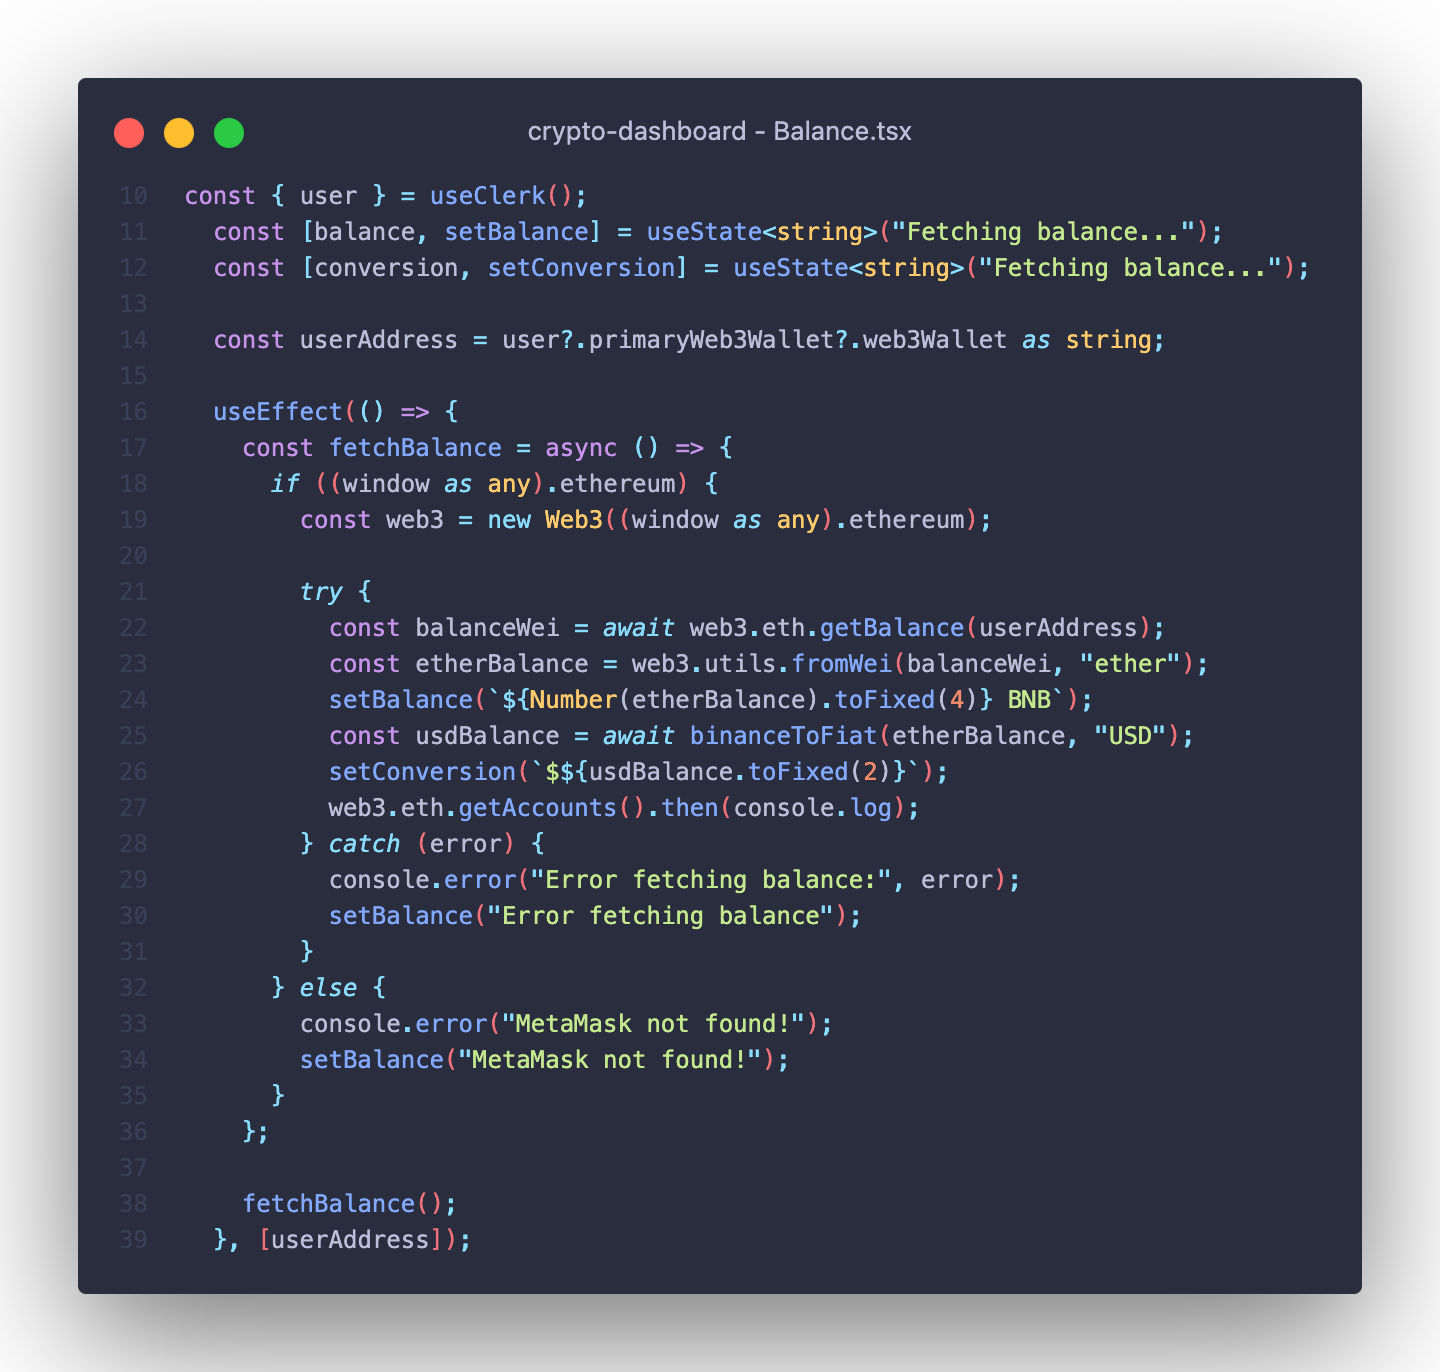 crypto-dashboard - Balance.tsx
10 const { user } = useClerk();
11 const [balance, setBalance] = useState<string>("Fetching balance...");
12 const [conversion, setConversion] = useState<string>("Fetching balance...");
13
14 const userAddress = user?.primaryWeb3Wallet?.web3Wallet as string;
15
16 useEffect(() => {
17 const fetchBalance = async () => {
18 if ((window as any).ethereum) {
19 const web3 = new Web3((window as any).ethereum);
20
21 try {
22 const balanceWei = await web3.eth.getBalance(userAddress);
23 const etherBalance = web3.utils.fromWei(balanceWei, "ether");
24 setBalance(`${Number(etherBalance).toFixed(4)} BNB`);
25 const usdBalance = await binanceToFiat(etherBalance, "USD");
26 setConversion(`$${usdBalance.toFixed(2)}`);
27 web3.eth.getAccounts().then(console.log);
28 } catch (error) {
29 console.error("Error fetching balance:", error);
30 setBalance("Error fetching balance");
31 }
32 } else {
33 console.error("MetaMask not found!");
34 setBalance("MetaMask not found!");
35 }
36 };
37
38 fetchBalance();
39 }, [userAddress]);